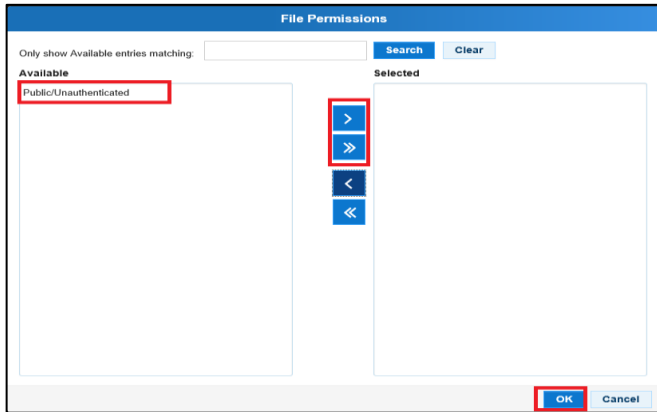 File Permissions
Only show Available entries matching:
Search
Clear
Available
Selected
Public/Unauthenticated
>
>>
<
<<
OK
Cancel